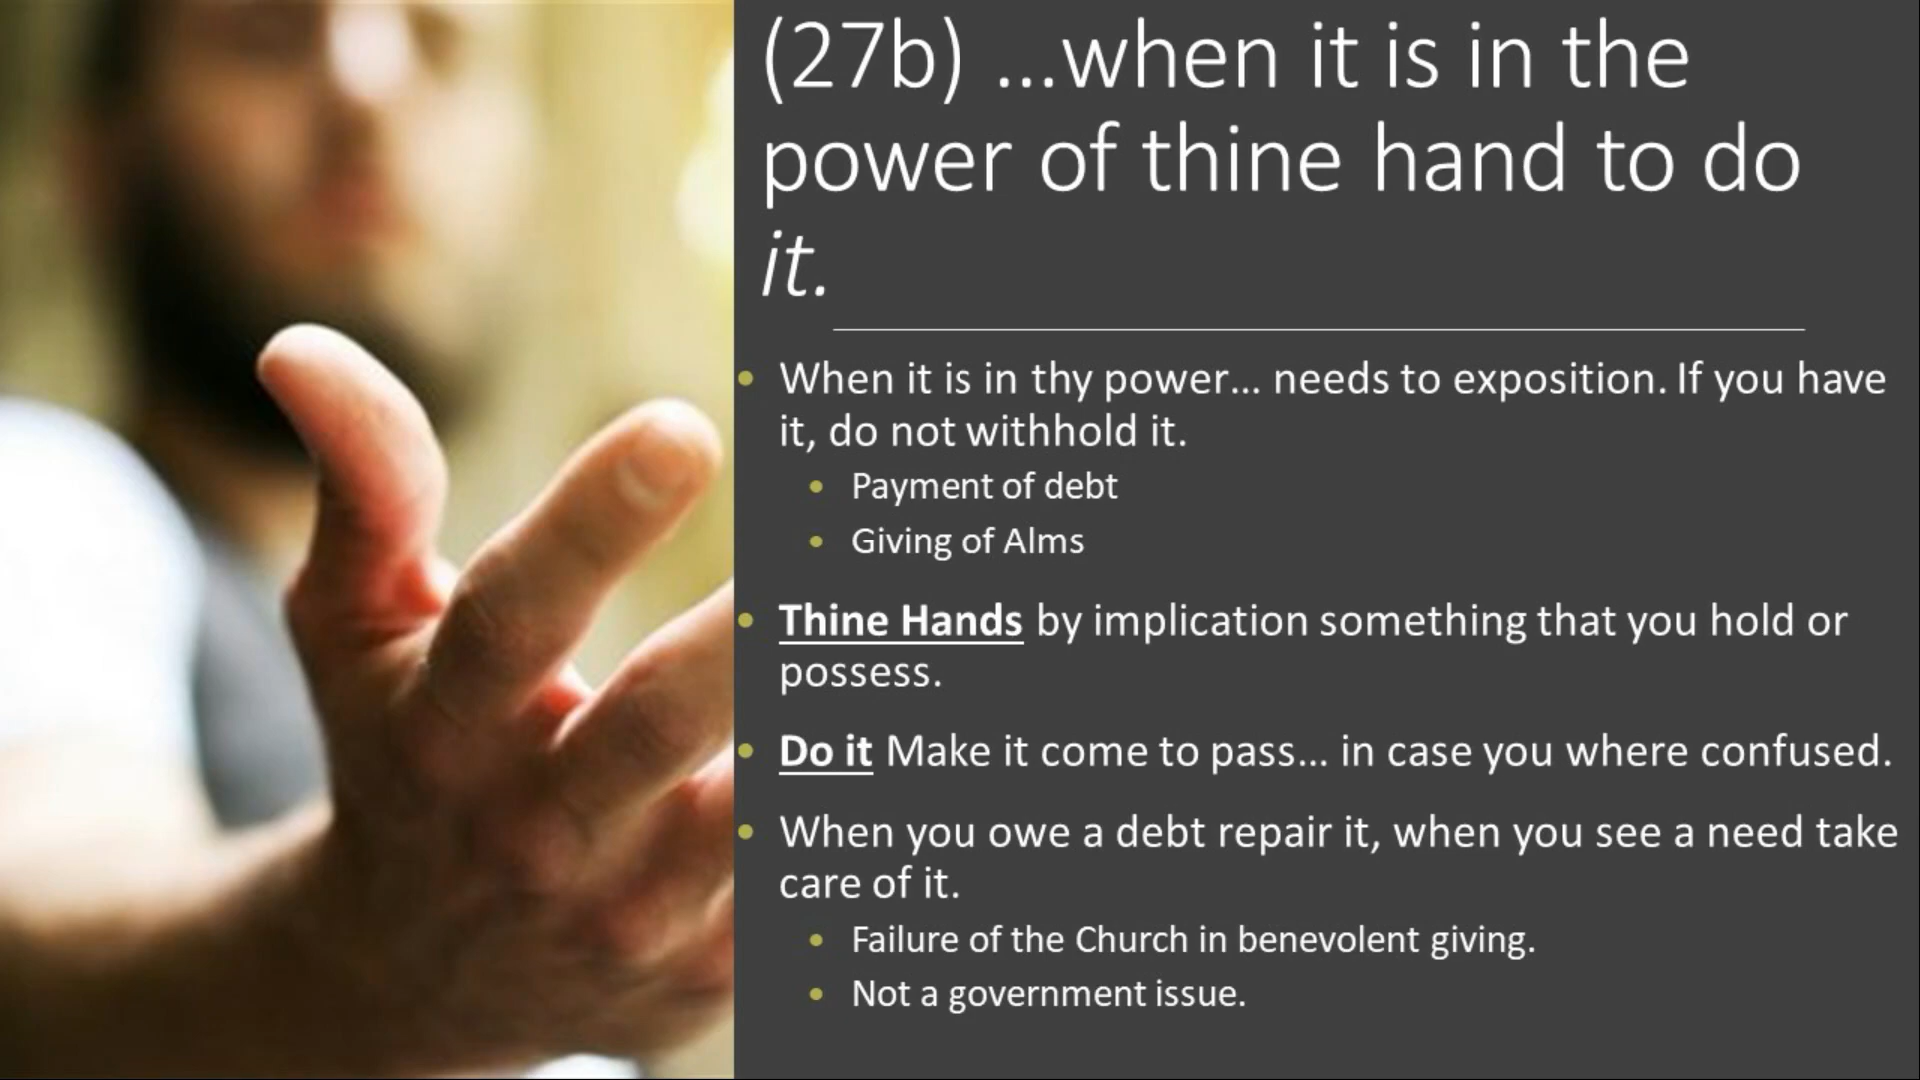 (27b) ...when it is in the
power of thine hand to do
it.
• When it is in thy power... needs to exposition. If you have
it, do not withhold it.
• Payment of debt
• Giving of Alms
• Thine Hands by implication something that you hold or
possess.
• Do it Make it come to pass... in case you where confused.
• When you owe a debt repair it, when you see a need take
care of it.
• Failure of the Church in benevolent giving.
• Not a government issue.